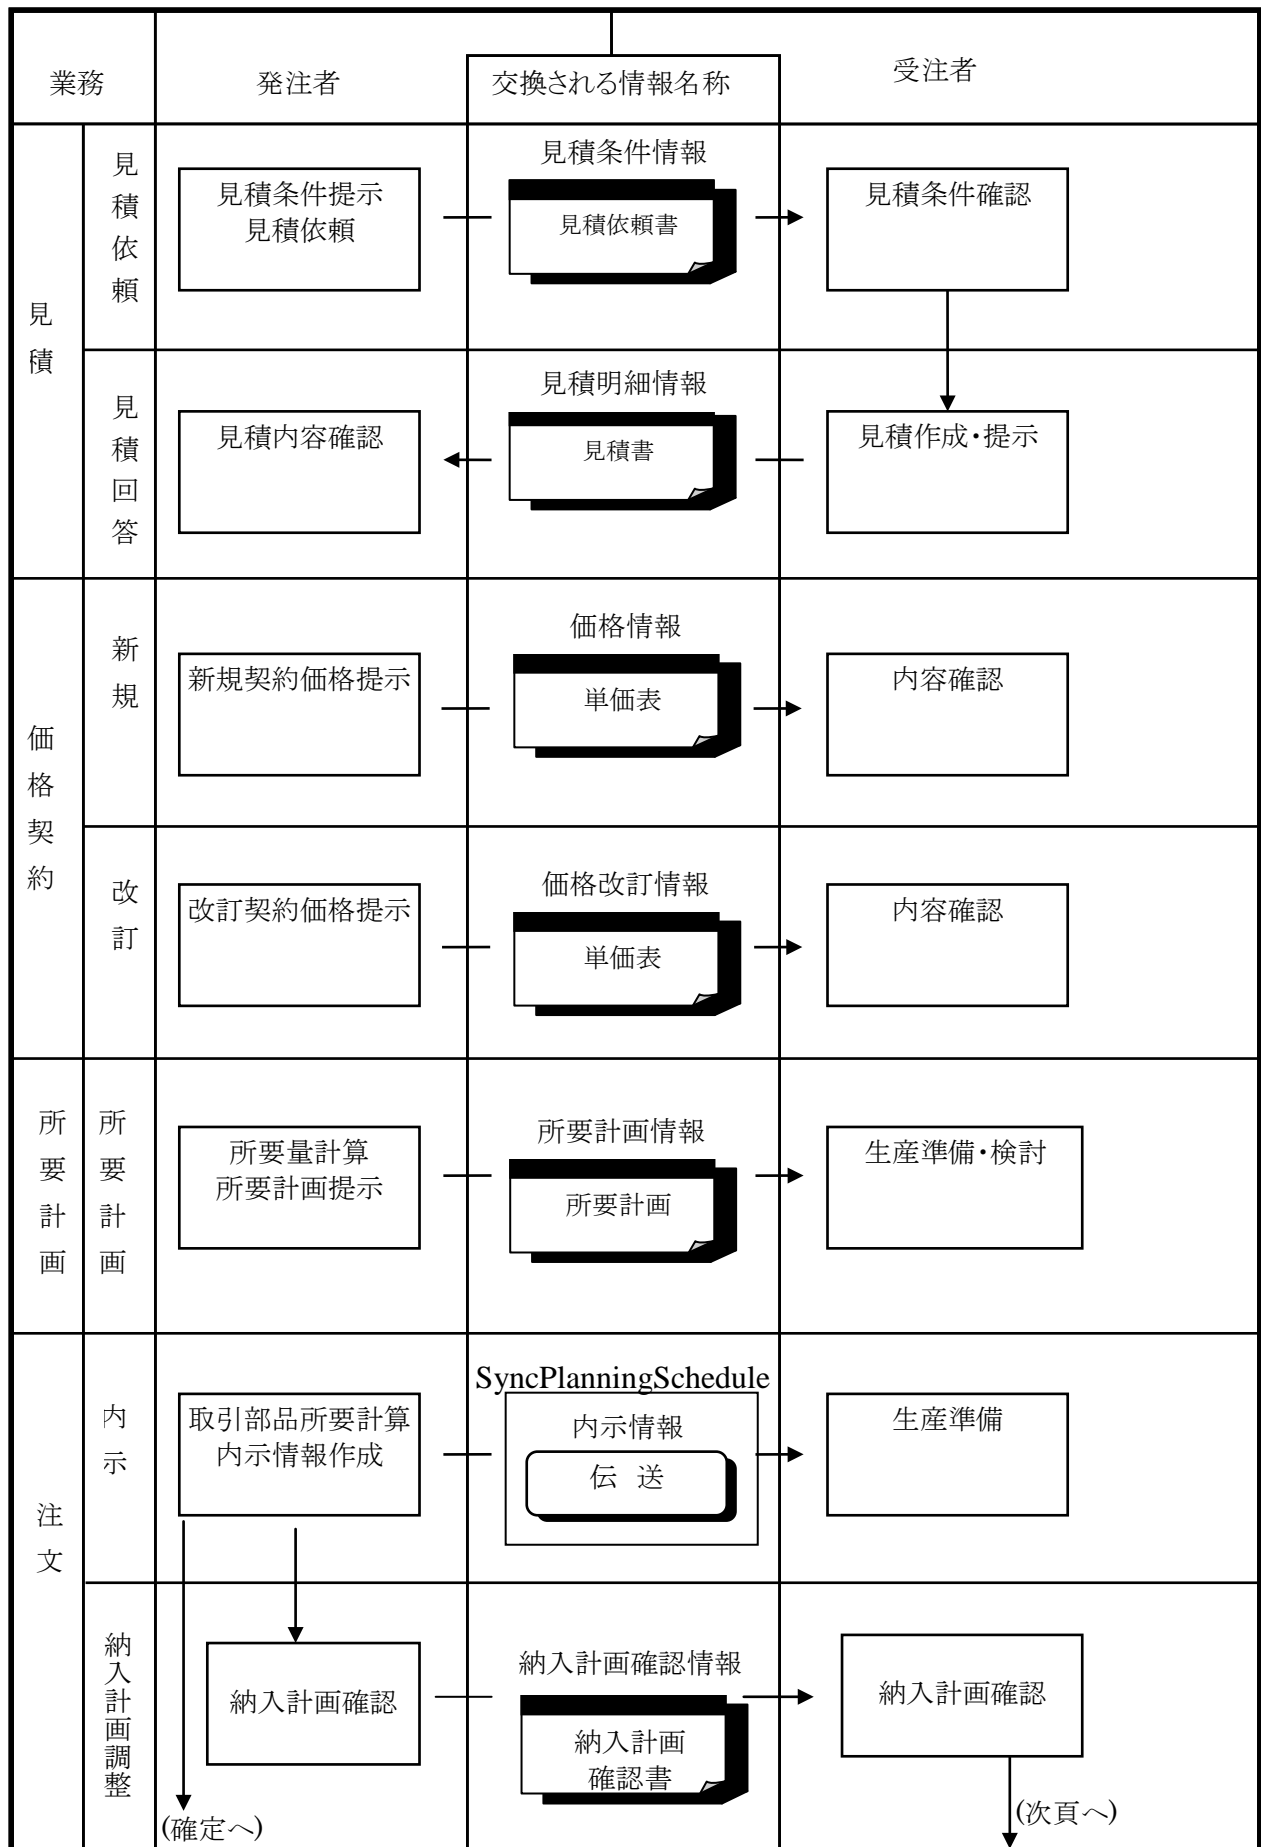 業務
発注者
交換される情報名称
受注者
見積
見積依頼
見積条件提示
見積依頼
見積条件情報
見積依頼書
見積条件確認
見積回答
見積内容確認
見積明細情報
見積書
見積作成・提示
価格契約
新規
新規契約価格提示
価格情報
単価表
内容確認
改訂
改訂契約価格提示
価格改訂情報
単価表
内容確認
所要計画
所要計画
所要量計算
所要計画提示
所要計画情報
所要計画
生産準備・検討
注文
内示
取引部品所要計算
内示情報作成
SyncPlanningSchedule
内示情報
伝 送
生産準備
納入計画調整
納入計画確認
納入計画確認情報
納入計画
確認書
納入計画確認
(確定へ)
(次頁へ)